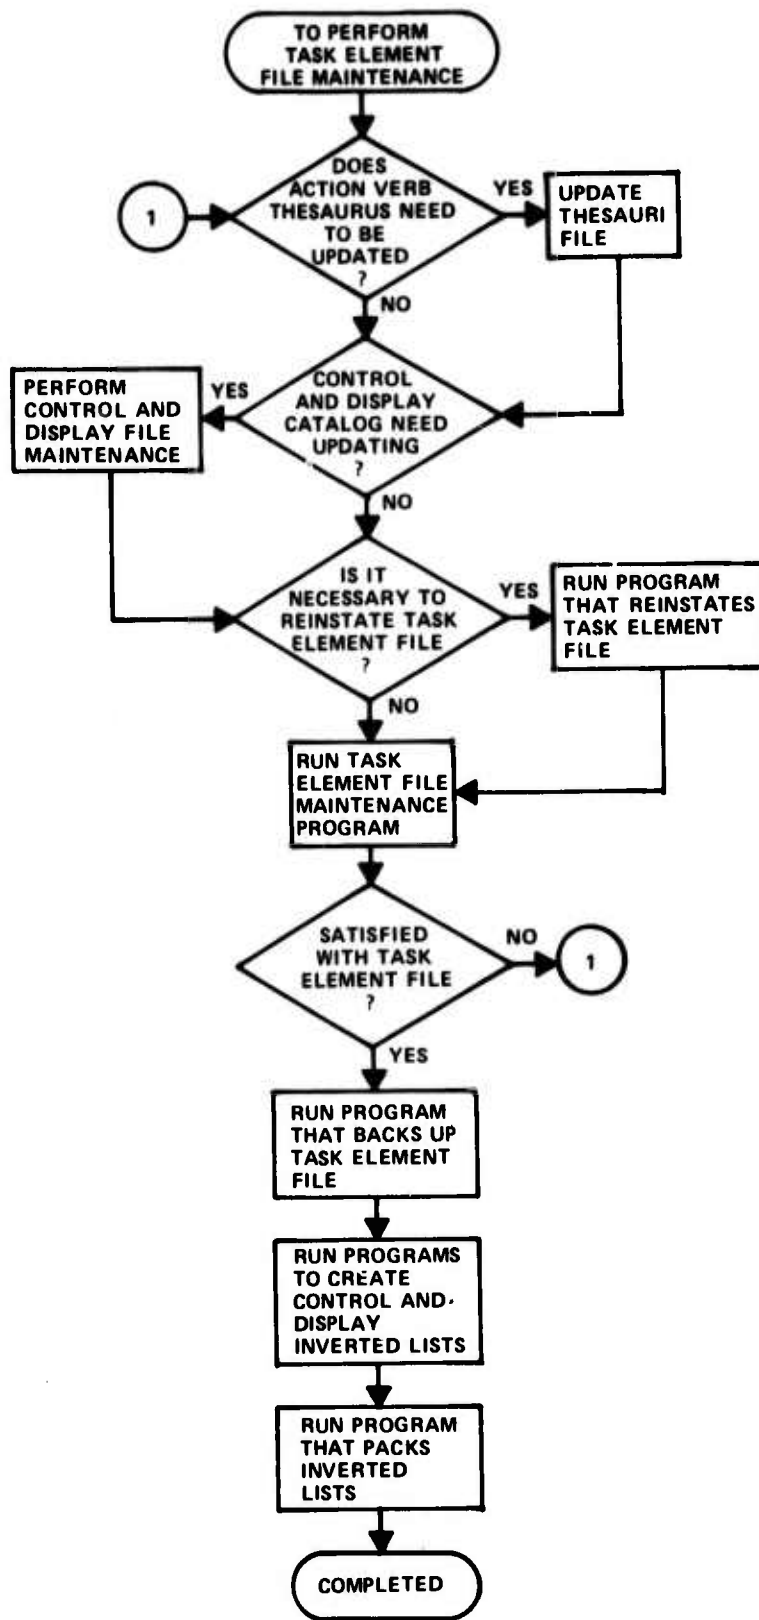 TO PERFORM
TASK ELEMENT
FILE MAINTENANCE
DOES
ACTION VERB
THESAURUS NEED
TO BE
UPDATED
?
YES
UPDATE
THESAURI
FILE
1
NO
CONTROL
AND DISPLAY
CATALOG NEED
UPDATING
?
YES
PERFORM
CONTROL AND
DISPLAY FILE
MAINTENANCE
NO
IS IT
NECESSARY TO
REINSTATE TASK
ELEMENT FILE
?
YES
RUN PROGRAM
THAT REINSTATES
TASK ELEMENT
FILE
NO
RUN TASK
ELEMENT FILE
MAINTENANCE
PROGRAM
SATISFIED
WITH TASK
ELEMENT FILE
?
NO
1
YES
RUN PROGRAM
THAT BACKS UP
TASK ELEMENT
FILE
RUN PROGRAMS
TO CREATE
CONTROL AND
DISPLAY
INVERTED LISTS
RUN PROGRAM
THAT PACKS
INVERTED
LISTS
COMPLETED